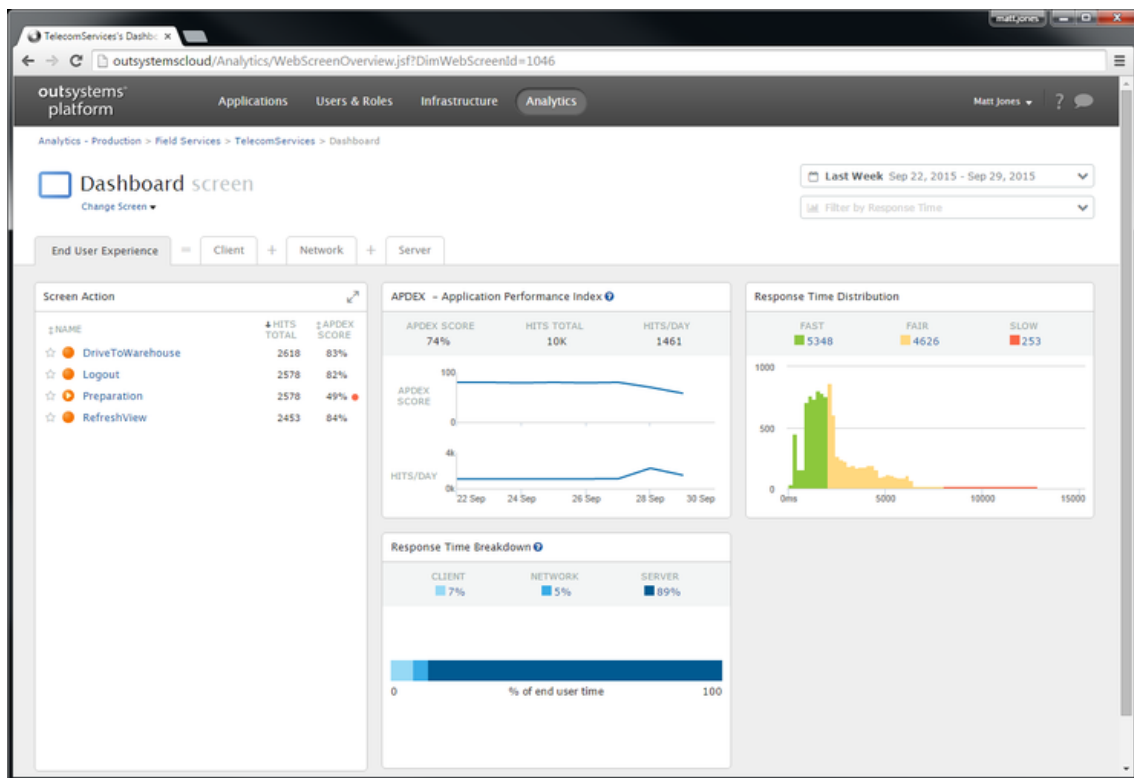 matt.jones
TelecomServices's Dashbo
outsystemscloud/Analytics/WebScreenOverview.jsf?DimWebScreenId=1046
outsystems
platform
Applications Users & Roles Infrastructure Analytics
Matt Jones
?
Analytics - Production > Field Services > TelecomServices > Dashboard
Dashboard screen
Change Screen
Last Week Sep 22, 2015 - Sep 29, 2015
Filter by Response Time
End User Experience = Client + Network + Server
Screen Action
NAME HITS TOTAL APDEX SCORE
DriveToWarehouse 2618 83%
Logout 2578 82%
Preparation 2578 49%
RefreshView 2453 84%
APDEX - Application Performance Index ?
APDEX SCORE HITS TOTAL HITS/DAY
74% 10K 1461
100
APDEX
SCORE
0
4k
HITS/DAY
0k
22 Sep 24 Sep 26 Sep 28 Sep 30 Sep
Response Time Distribution
FAST FAIR SLOW
5348 4626 253
1000
500
0
0ms 5000 10000 15000
Response Time Breakdown ?
CLIENT NETWORK SERVER
7% 5% 89%
0 % of end user time 100